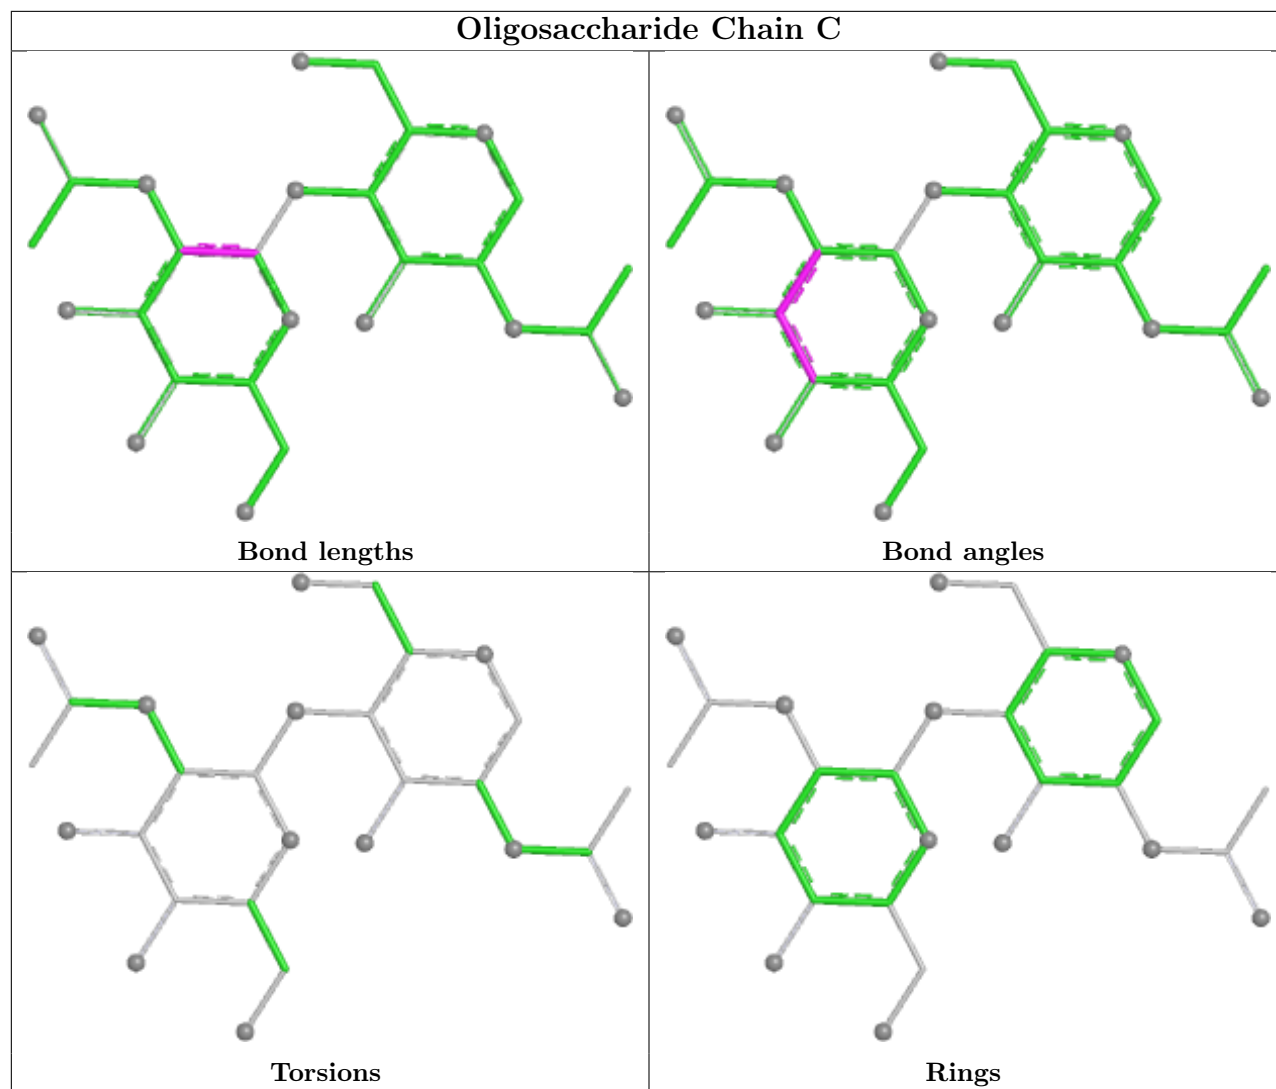 Oligosaccharide Chain C
Bond lengths
Bond angles
Torsions
Rings